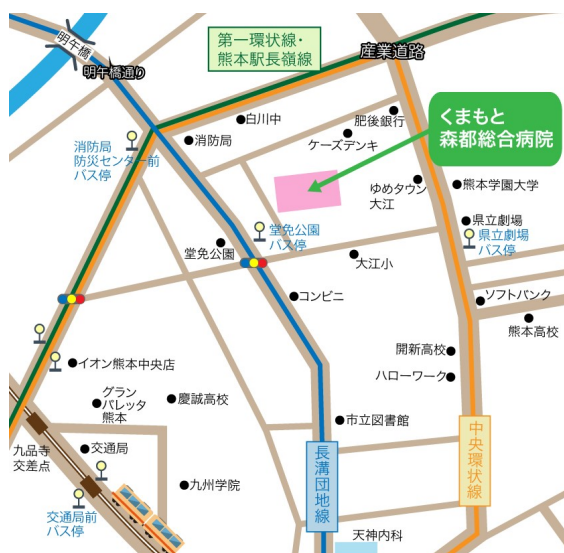 明午橋
明午橋通り
第一環状線・
熊本駅長嶺線
産業道路
くまもと
森都総合病院
白川中
肥後銀行
消防局
ケーズデンキ
消防局
防災センター前
バス停
ゆめタウン
大江
熊本学園大学
県立劇場
県立劇場
バス停
堂免公園
バス停
堂免公園
大江小
コンビニ
ソフトバンク
熊本高校
開新高校
ハローワーク
イオン熊本中央店
グラン
パレッタ
熊本
慶誠高校
市立図書館
九品寺
交差点
交通局
九州学院
交通局前
バス停
長溝団地線
中央環状線
天神内科